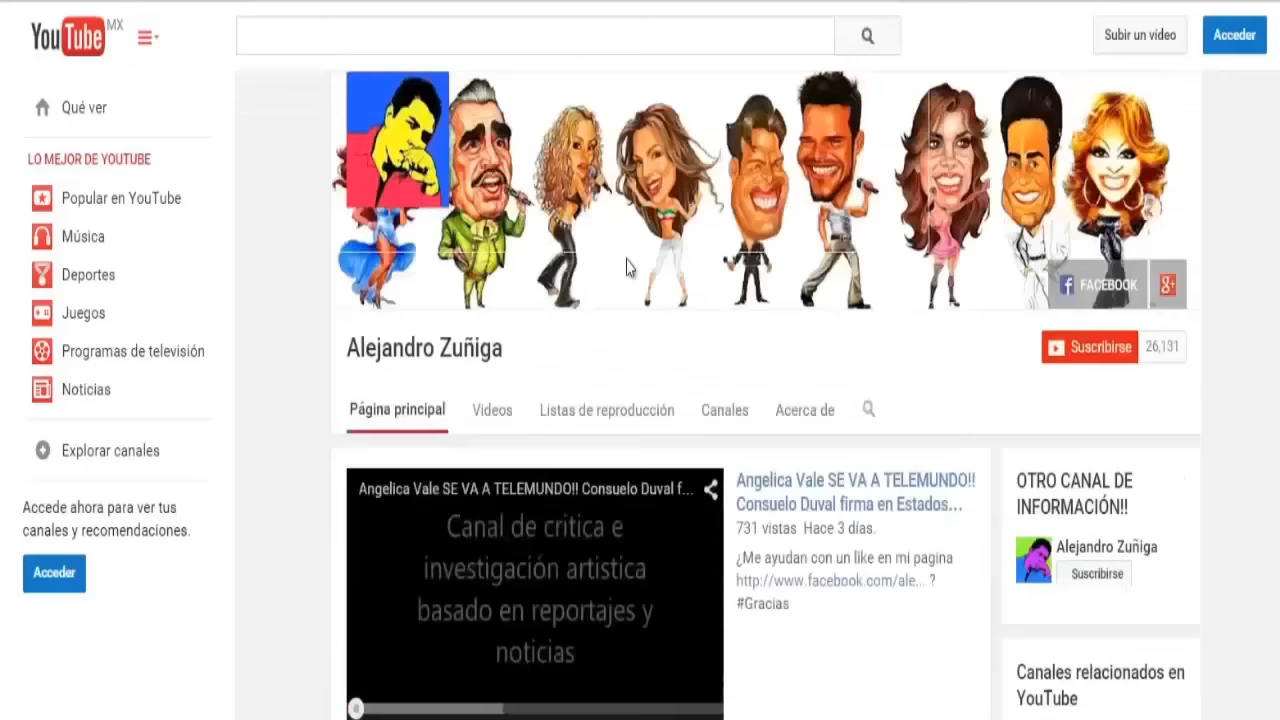 YouTube MX
Subir un vídeo
Acceder
Qué ver
LO MEJOR DE YOUTUBE
Popular en YouTube
Música
Deportes
Juegos
Programas de televisión
Noticias
Explorar canales
Accede ahora para ver tus
canales y recomendaciones.
Acceder
FACEBOOK
g+
Alejandro Zuñiga
Suscribirse 26,131
Página principal Videos Listas de reproducción Canales Acerca de
Angelica Vale SE VA A TELEMUNDO!! Consuelo Duval f...
Canal de critica e
investigación artistica
basado en reportajes y
noticias
Angelica Vale SE VA A TELEMUNDO!!
Consuelo Duval firma en Estados...
731 vistas Hace 3 días.
¿Me ayudan con un like en mi pagina
http://www.facebook.com/ale... ?
#Gracias
OTRO CANAL DE
INFORMACIÓN!!
Alejandro Zuñiga
Suscribirse
Canales relacionados en
YouTube